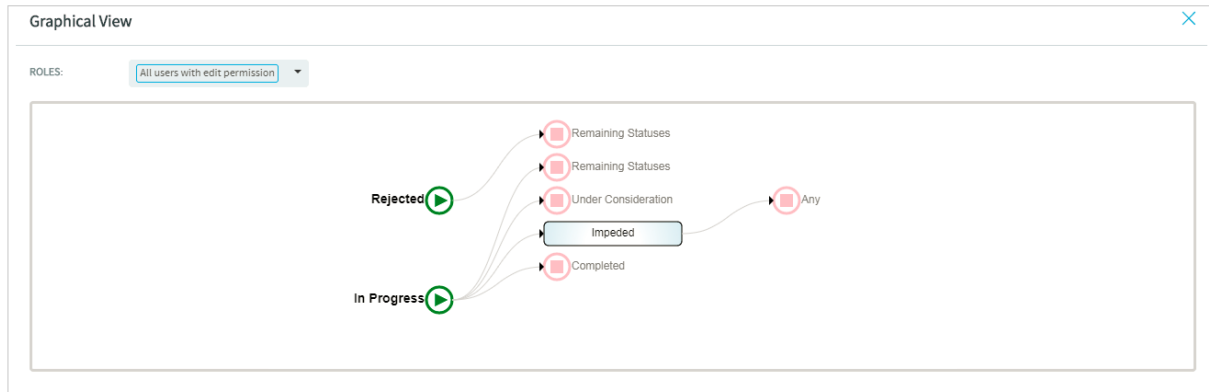 Graphical View
ROLES:
All users with edit permission
Remaining Statuses
Remaining Statuses
Rejected
Under Consideration
Any
Impeded
Completed
In Progress